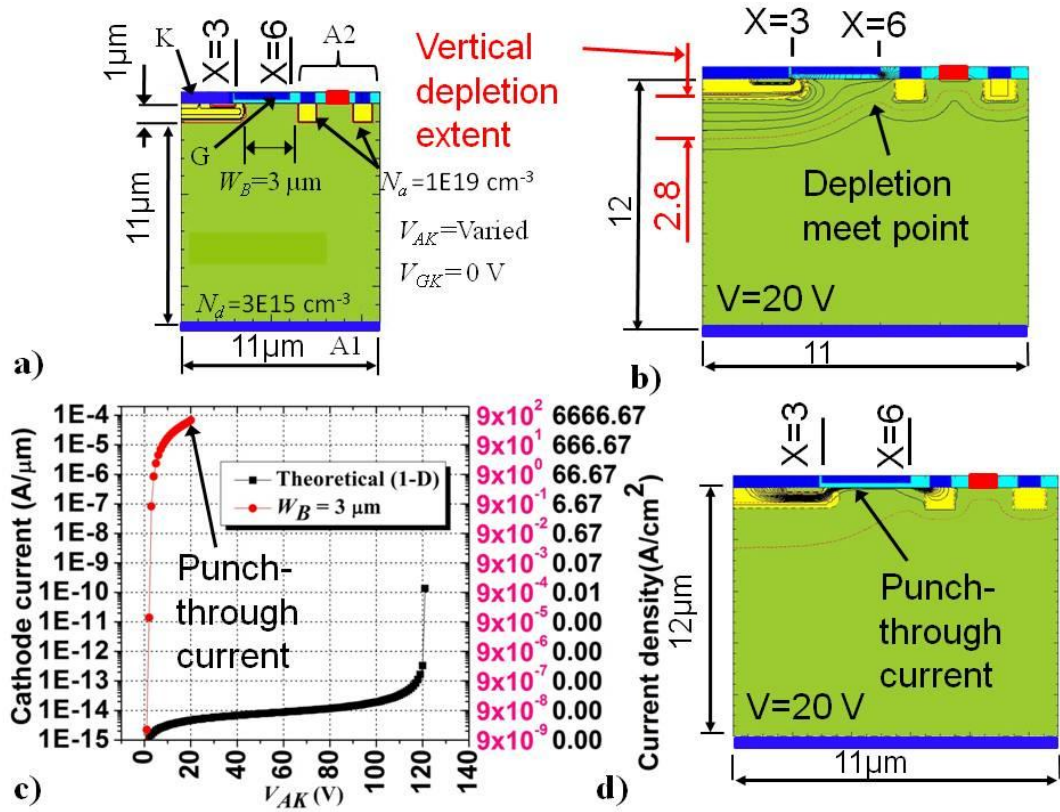 1μm
K
X=3
X=6
A2
G
W_B=3 μm
N_a=1E19 cm⁻³
11μm
V_AK=Varied
V_GK=0 V
N_d=3E15 cm⁻³
11μm
A1
a)
Vertical
depletion
extent
X=3
X=6
12
2.8
Depletion
meet point
V=20 V
11
b)
Cathode current (A/μm)
1E-4
1E-5
1E-6
1E-7
1E-8
1E-9
1E-10
1E-11
1E-12
1E-13
1E-14
1E-15
Theoretical (1-D)
W_B = 3 μm
Punch-
through
current
0
20
40
60
80
100
120
140
V_AK (V)
9x10²
9x10¹
9x10⁰
9x10⁻¹
9x10⁻²
9x10⁻³
9x10⁻⁴
9x10⁻⁵
9x10⁻⁶
9x10⁻⁷
9x10⁻⁸
9x10⁻⁹
6666.67
666.67
66.67
6.67
0.67
0.07
0.01
0.00
0.00
0.00
0.00
0.00
Current density(A/cm²)
c)
X=3
X=6
12μm
Punch-
through
current
V=20 V
11μm
d)